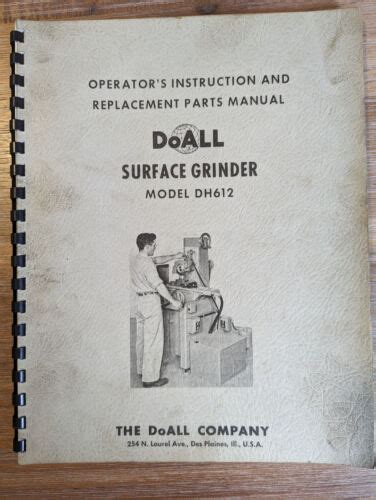 OPERATOR'S INSTRUCTION AND
REPLACEMENT PARTS MANUAL
DoALL
SURFACE GRINDER
MODEL DH612
THE DoALL COMPANY
254 N. Laurel Ave., Des Plaines, Ill., U.S.A.